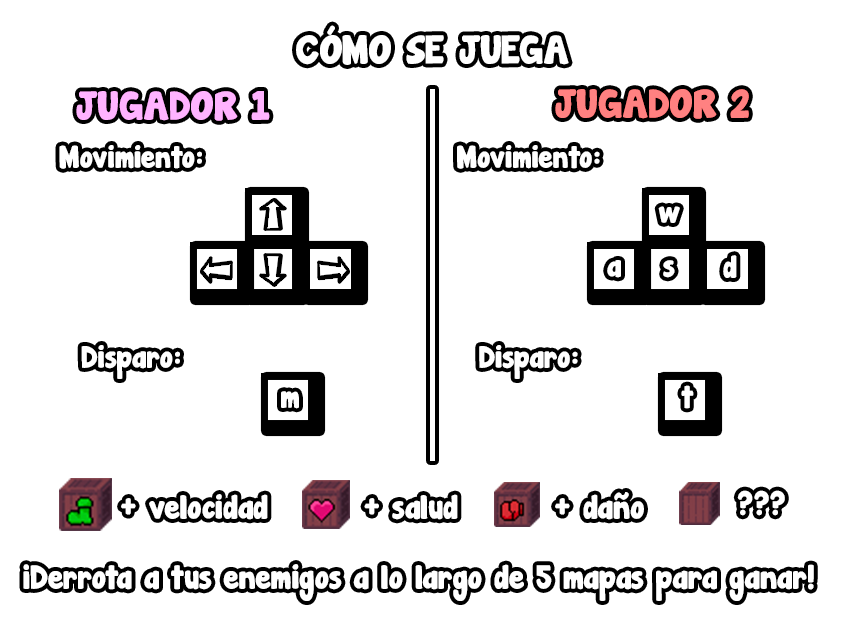 CÓMO SE JUEGA
JUGADOR 1
Movimiento:
Disparo:
m
JUGADOR 2
Movimiento:
w
a s d
Disparo:
t
+ velocidad + salud + daño ???
¡Derrota a tus enemigos a lo largo de 5 mapas para ganar!